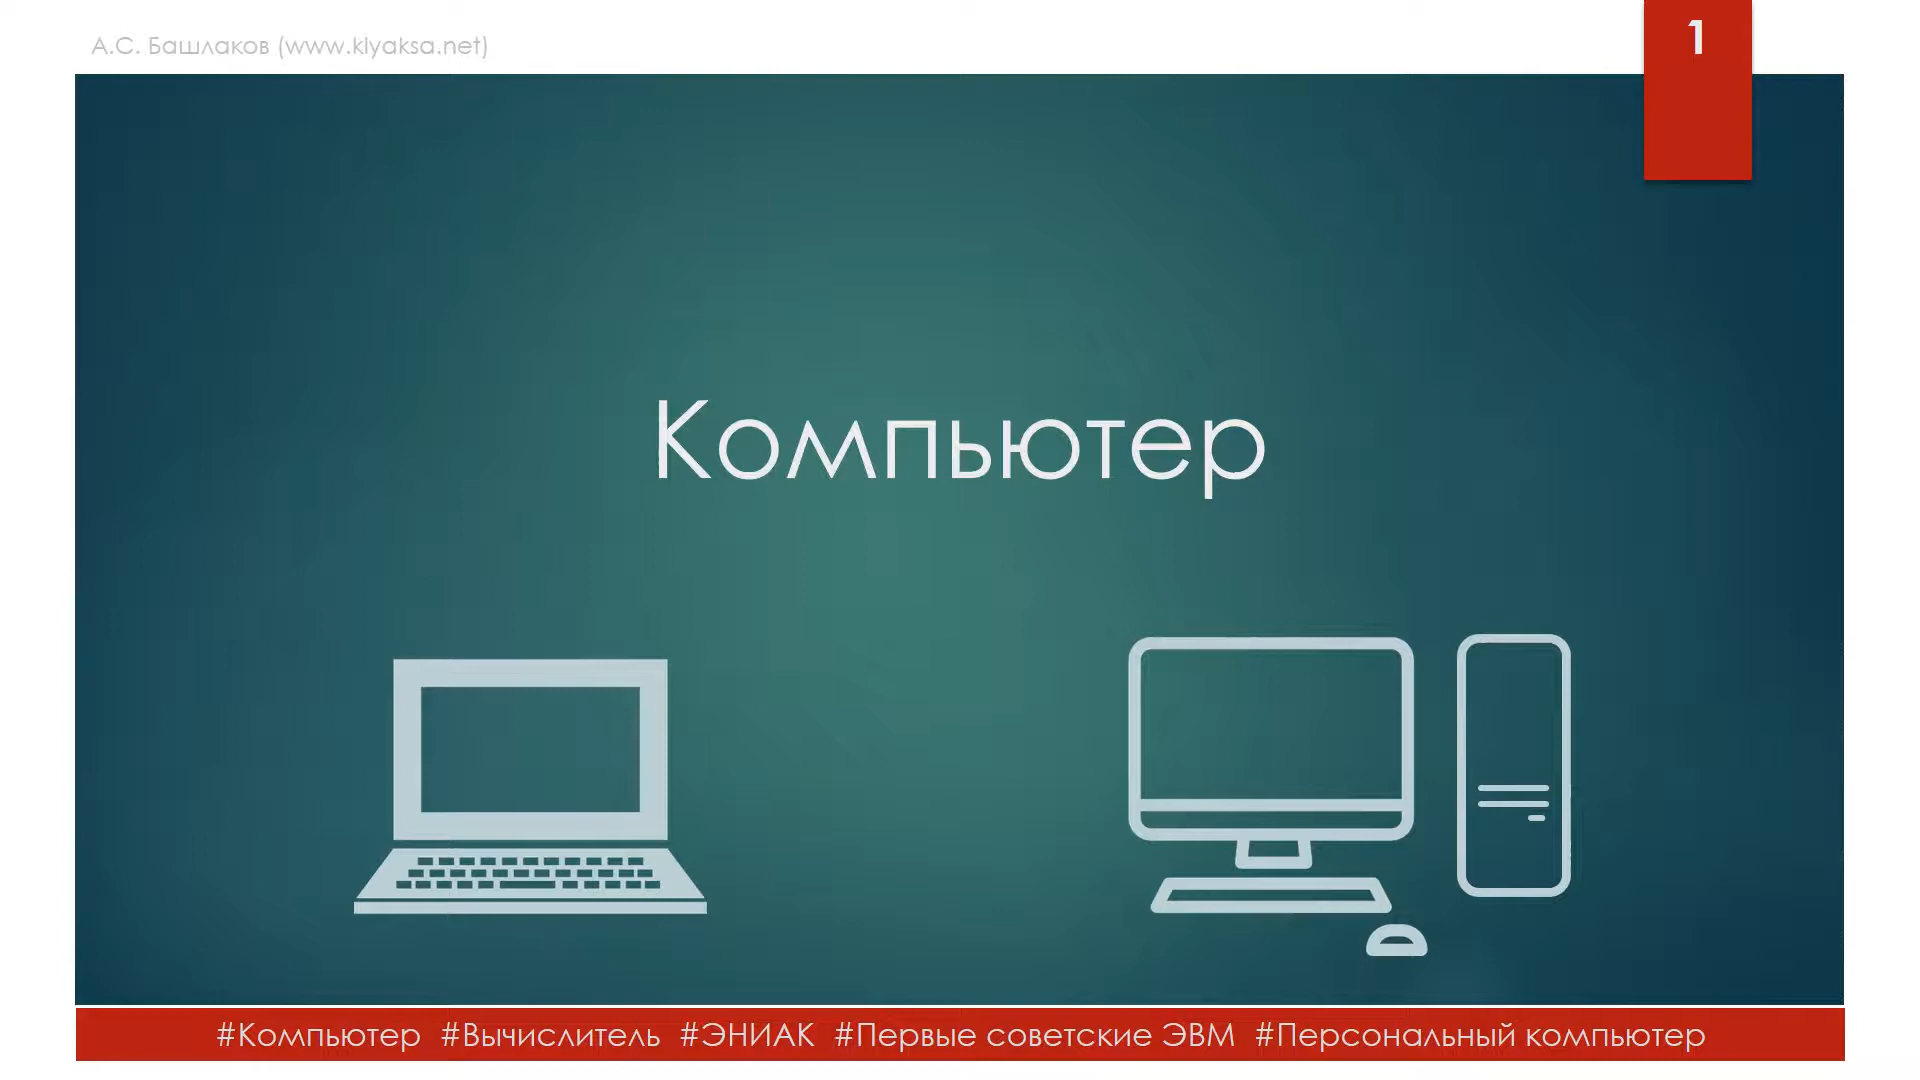 А.С. Башлаков (www.klyaksa.net)
1
Компьютер
#Компьютер #Вычислитель #ЭНИАК #Первые советские ЭВМ #Персональный компьютер